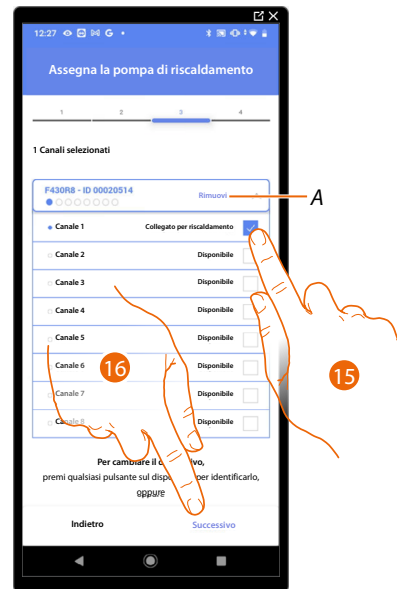 12:27
Assegna la pompa di riscaldamento
1 2 3 4
1 Canali selezionati
F430R8 - ID 00020514
Rimuovi
A
Canale 1 Collegato per riscaldamento
Canale 2 Disponibile
Canale 3 Disponibile
Canale 4 Disponibile
Canale 5 Disponibile
Canale 6 Disponibile
Canale 7 Disponibile
Canale 8 Disponibile
16
15
Per cambiare il
premi qualsiasi pulsante sul per identificarlo,
oppure
Indietro Successivo